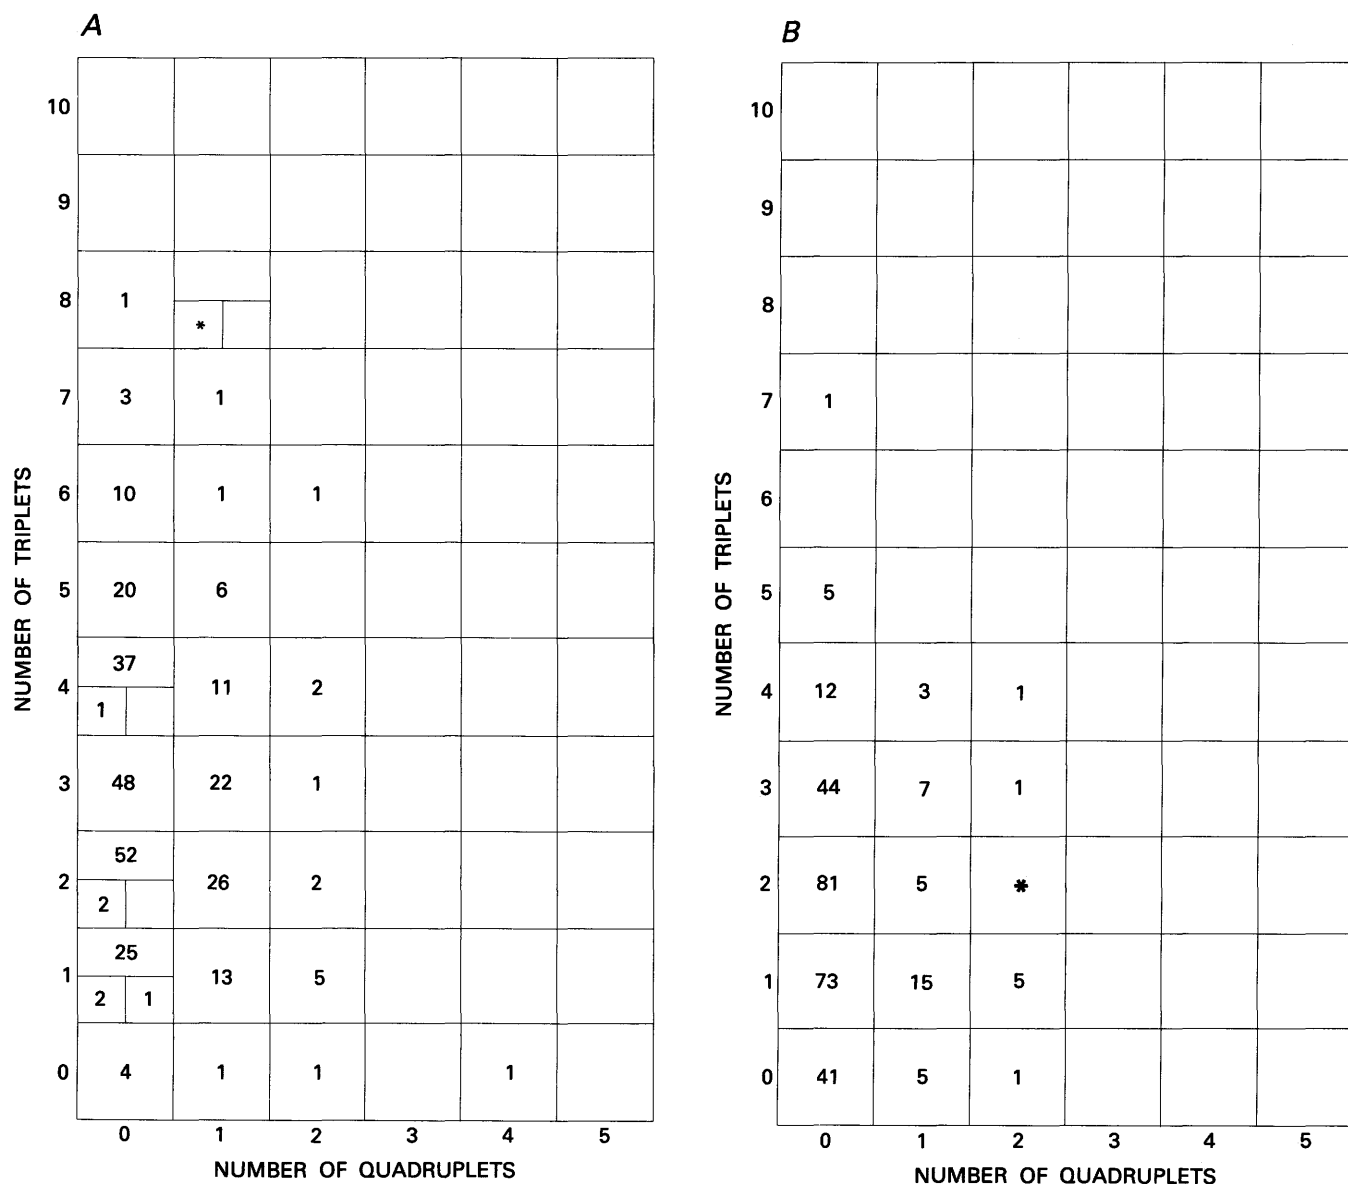 A
10
9
8 1
*
7 3 1
6 10 1 1
5 20 6
37
4 11 2
1
3 48 22 1
52
2 26 2
2
25
1 13 5
2 1
0 4 1 1 1
0 1 2 3 4 5
NUMBER OF QUADRUPLETS
NUMBER OF TRIPLETS
B
10
9
8
7 1
6
5 5
4 12 3 1
3 44 7 1
2 81 5 *
1 73 15 5
0 41 5 1
0 1 2 3 4 5
NUMBER OF QUADRUPLETS
NUMBER OF TRIPLETS